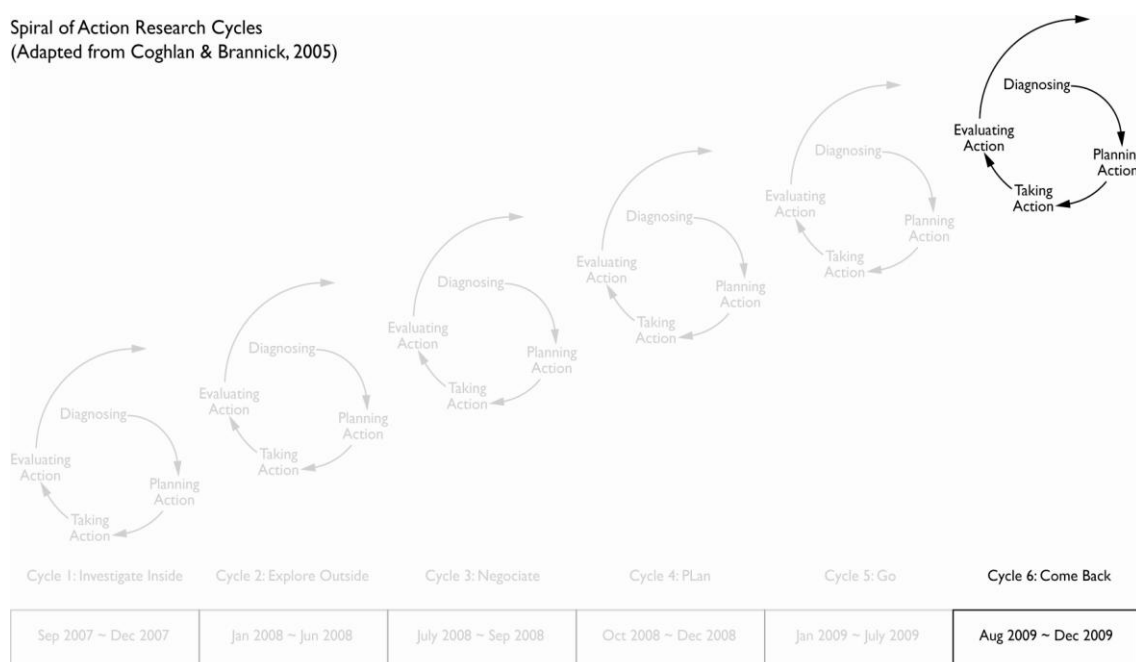 Spiral of Action Research Cycles
(Adapted from Coghlan & Brannick, 2005)
Diagnosing
Evaluating
Action
Planning
Action
Taking
Action
Diagnosing
Evaluating
Action
Planning
Action
Taking
Action
Diagnosing
Evaluating
Action
Planning
Action
Taking
Action
Diagnosing
Evaluating
Action
Planning
Action
Taking
Action
Diagnosing
Evaluating
Action
Planning
Action
Taking
Action
Diagnosing
Evaluating
Action
Planning
Action
Taking
Action
Cycle 1: Investigate Inside
Cycle 2: Explore Outside
Cycle 3: Negociate
Cycle 4: PLan
Cycle 5: Go
Cycle 6: Come Back
Sep 2007 ~ Dec 2007
Jan 2008 ~ Jun 2008
July 2008 ~ Sep 2008
Oct 2008 ~ Dec 2008
Jan 2009 ~ July 2009
Aug 2009 ~ Dec 2009